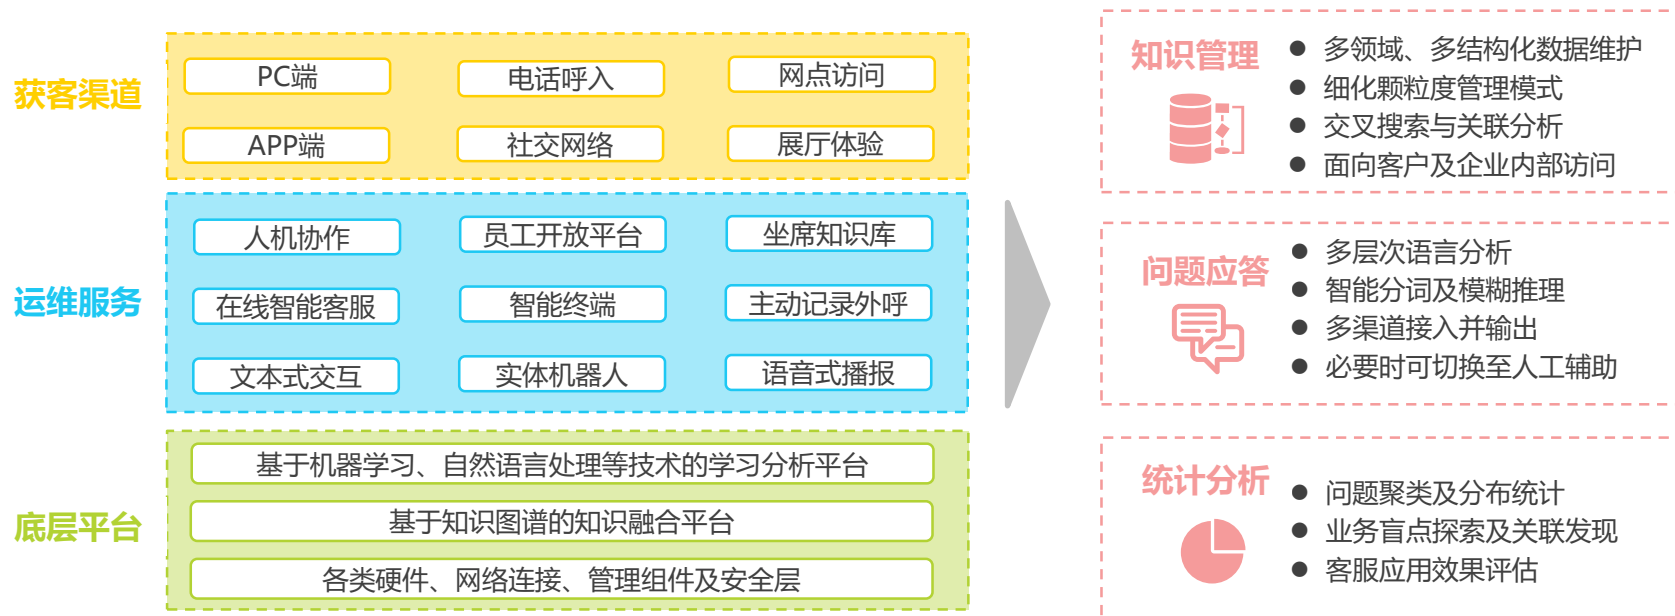 获客渠道
PC端
电话呼入
网点访问
APP端
社交网络
展厅体验
运维服务
人机协作
员工开放平台
坐席知识库
在线智能客服
智能终端
主动记录外呼
文本式交互
实体机器人
语音式播报
底层平台
基于机器学习、自然语言处理等技术的学习分析平台
基于知识图谱的知识融合平台
各类硬件、网络连接、管理组件及安全层
知识管理
● 多领域、多结构化数据维护
● 细化颗粒度管理模式
● 交叉搜索与关联分析
● 面向客户及企业内部访问
问题应答
● 多层次语言分析
● 智能分词及模糊推理
● 多渠道接入并输出
● 必要时可切换至人工辅助
统计分析
● 问题聚类及分布统计
● 业务盲点探索及关联发现
● 客服应用效果评估